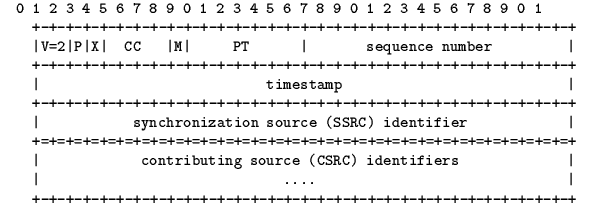 0 1 2 3 4 5 6 7 8 9 0 1 2 3 4 5 6 7 8 9 0 1 2 3 4 5 6 7 8 9 0 1
+-+-+-+-+-+-+-+-+-+-+-+-+-+-+-+-+-+-+-+-+-+-+-+-+-+-+-+-+-+-+-+-+
|V=2|P|X|  CC   |M|     PT      |       sequence number         |
+-+-+-+-+-+-+-+-+-+-+-+-+-+-+-+-+-+-+-+-+-+-+-+-+-+-+-+-+-+-+-+-+
|                           timestamp                           |
+-+-+-+-+-+-+-+-+-+-+-+-+-+-+-+-+-+-+-+-+-+-+-+-+-+-+-+-+-+-+-+-+
|           synchronization source (SSRC) identifier            |
+=+=+=+=+=+=+=+=+=+=+=+=+=+=+=+=+=+=+=+=+=+=+=+=+=+=+=+=+=+=+=+=+
|            contributing source (CSRC) identifiers             |
|                             ....                              |
+-+-+-+-+-+-+-+-+-+-+-+-+-+-+-+-+-+-+-+-+-+-+-+-+-+-+-+-+-+-+-+-+